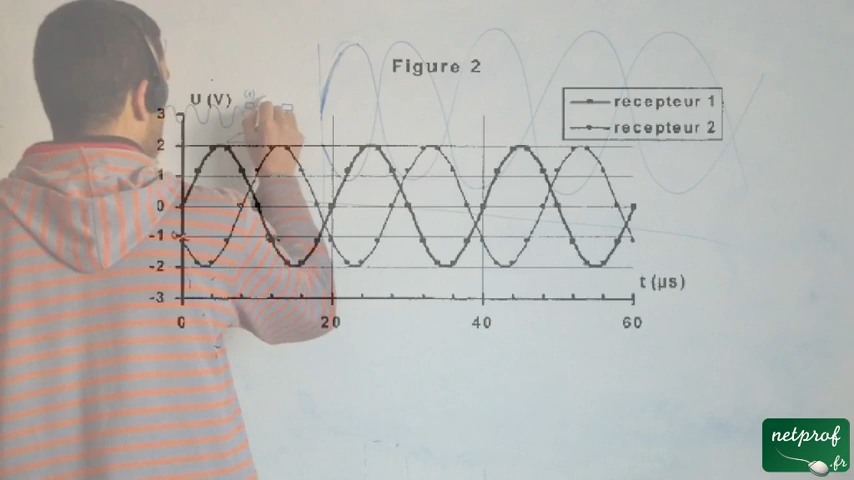 Figure 2
U (V)
recepteur 1
recepteur 2
3
2
1
0
-1
-2
-3
t (µs)
0 20 40 60
netprof
.fr